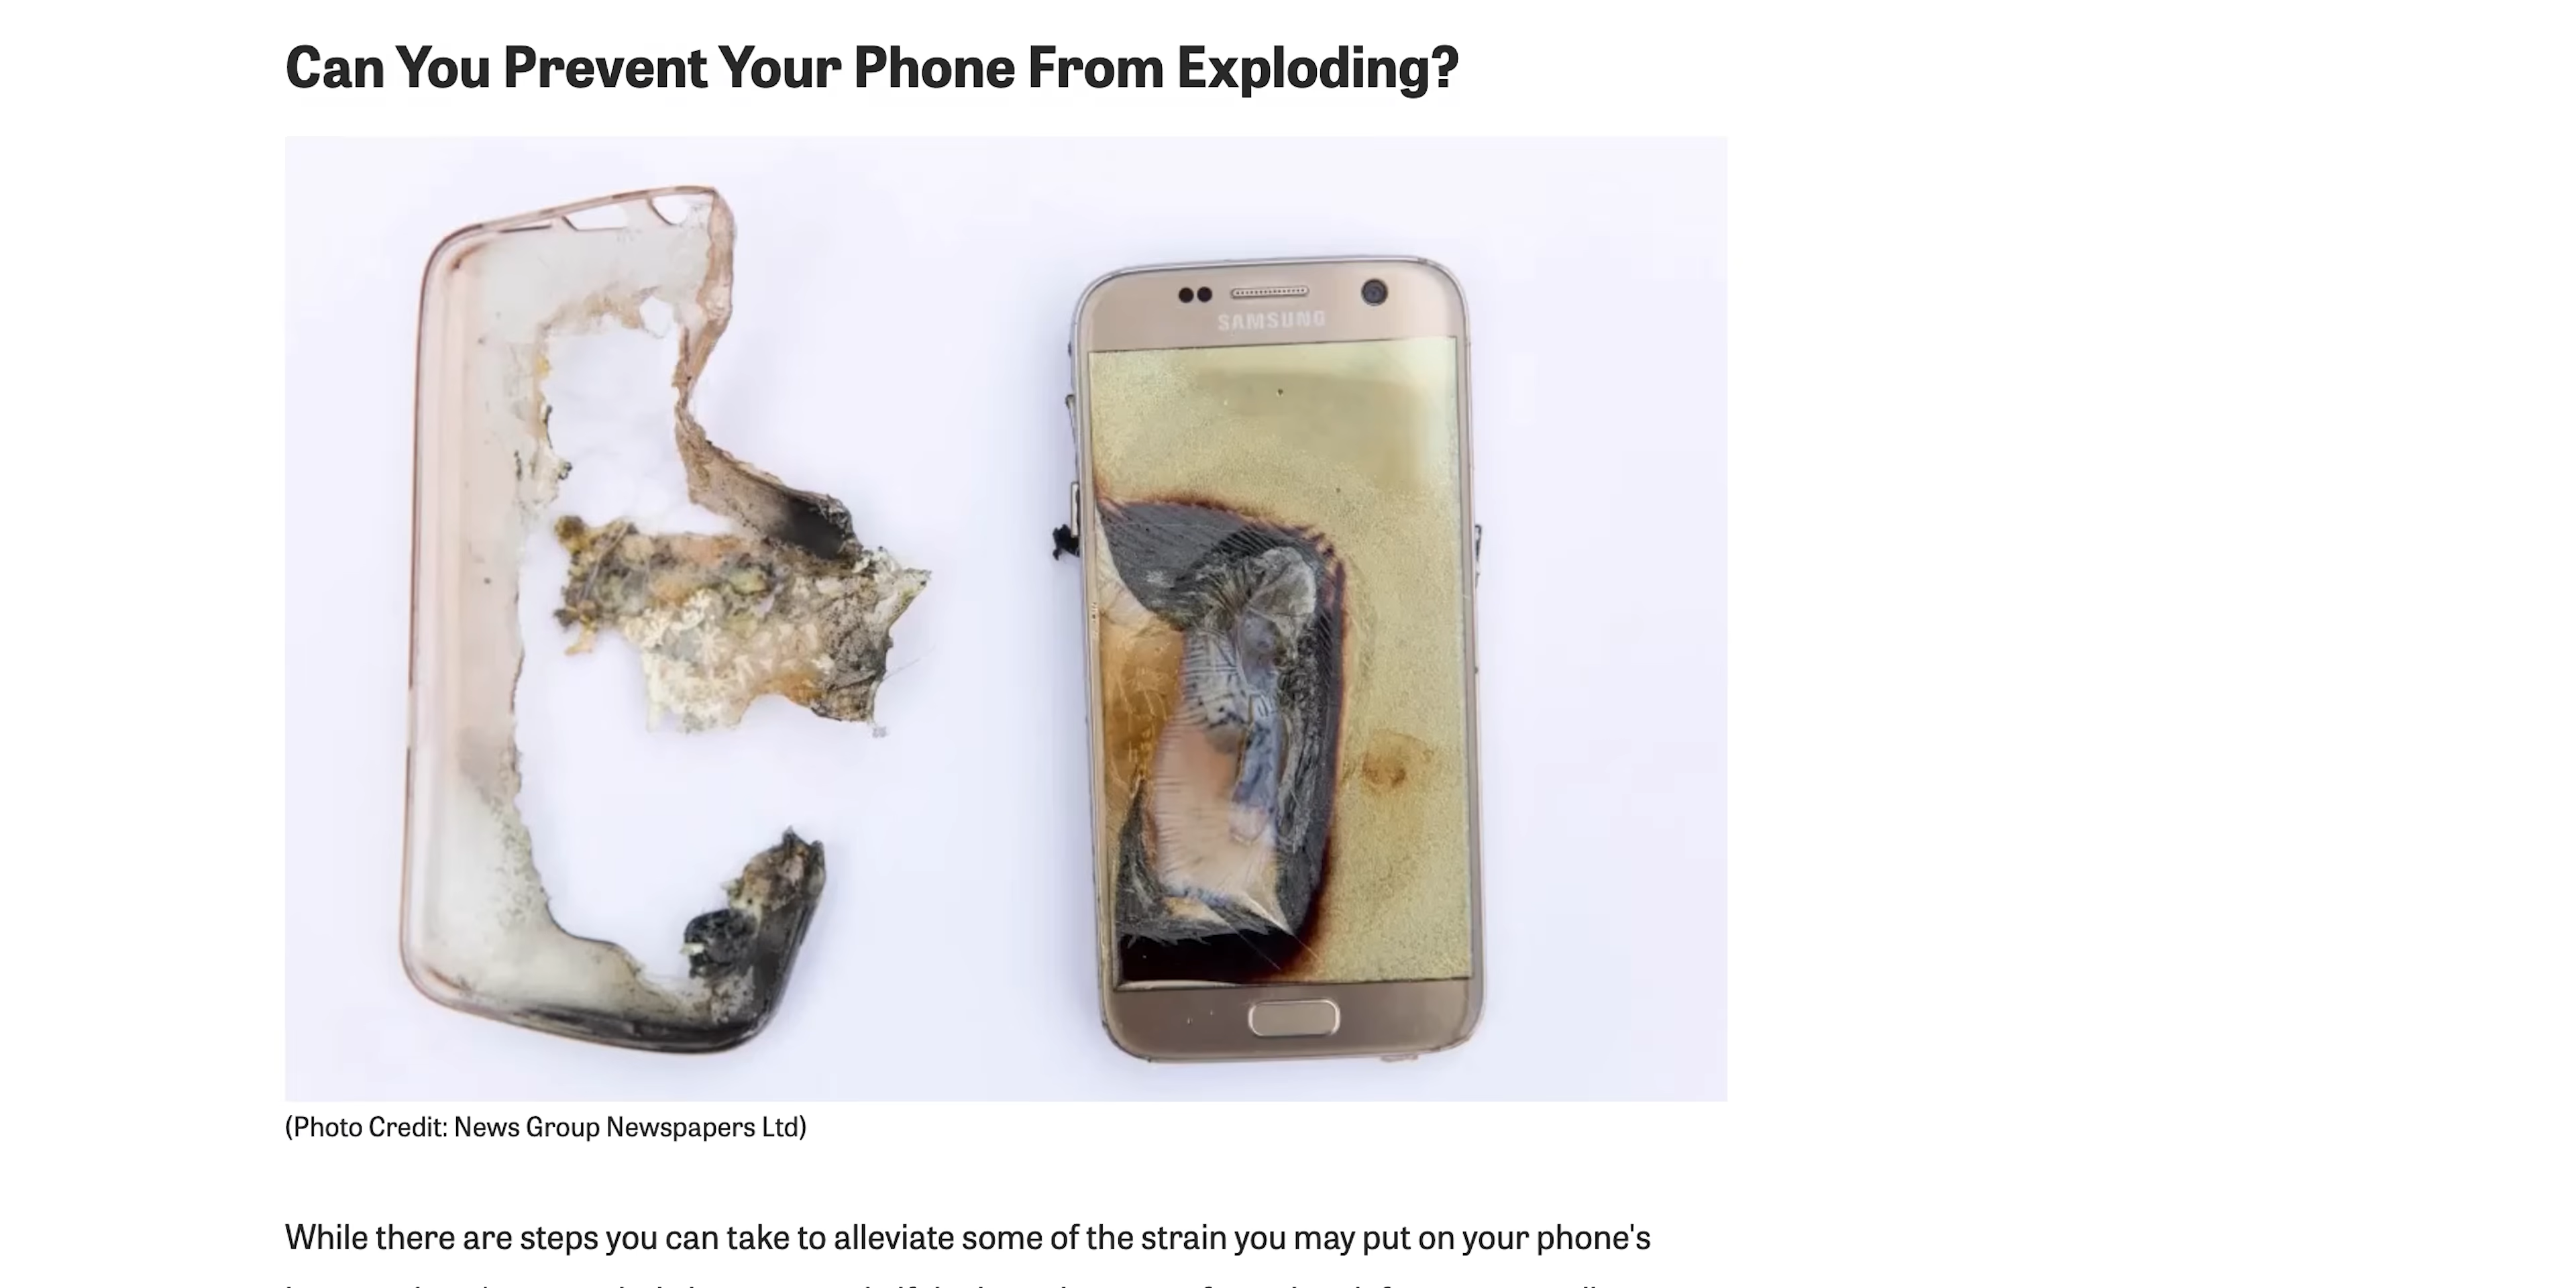 Can You Prevent Your Phone From Exploding?
SAMSUNG
(Photo Credit: News Group Newspapers Ltd)
While there are steps you can take to alleviate some of the strain you may put on your phone's